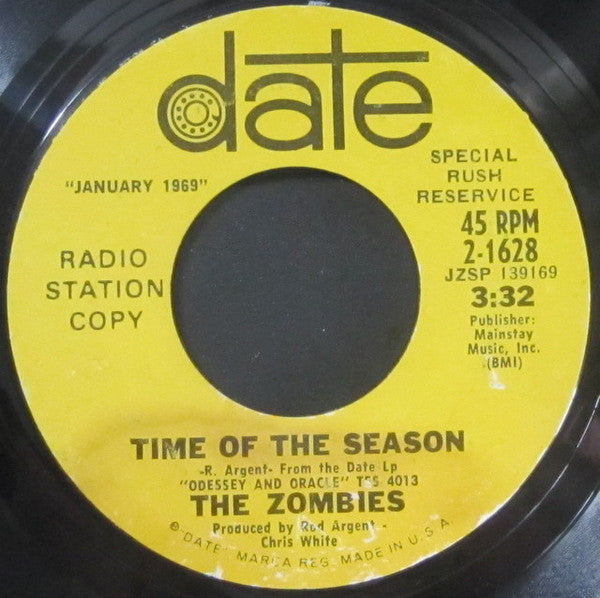 date
"JANUARY 1969"
RADIO
STATION
COPY
SPECIAL
RUSH
RESERVICE
45 RPM
2-1628
JZSP 139169
3:32
Publisher:
Mainstay
Music, Inc.
(BMI)
TIME OF THE SEASON
-R. Argent- From the Date Lp
"ODESSEY AND ORACLE" TES 4013
THE ZOMBIES
Produced by Rod Argent -
Chris White
® "DATE" MARCA REG. MADE IN U.S.A.